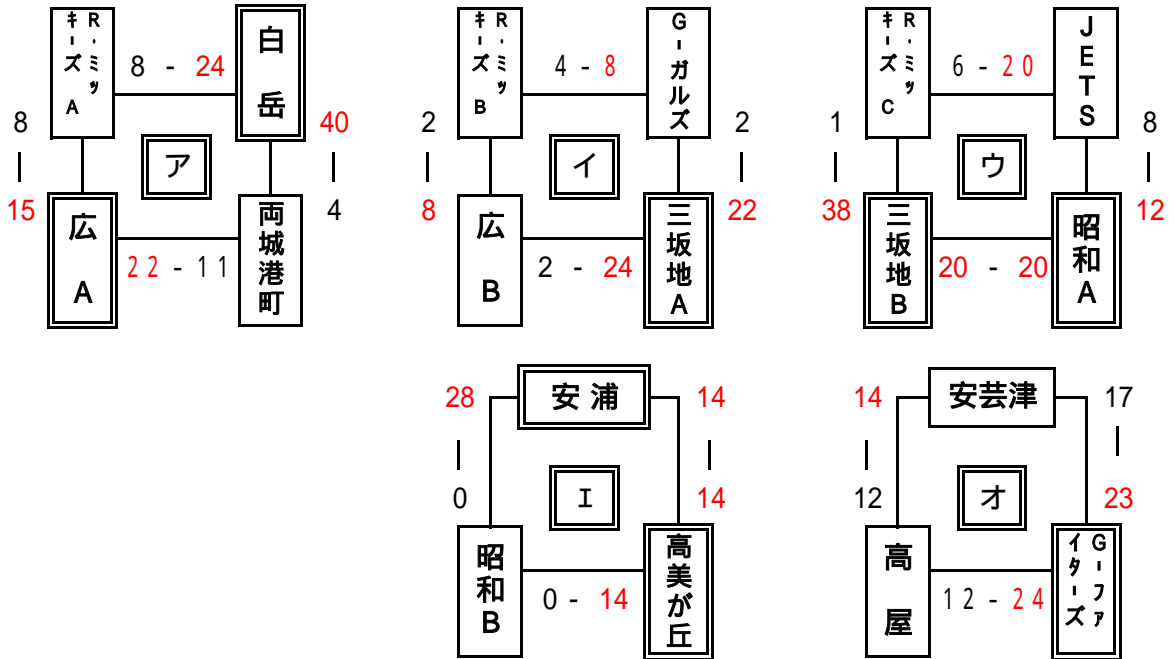 R・ミッキーズ A
8 - 24
白岳
8
|
15
ア
40
|
4
広A
22 - 11
両城港町
R・ミッキーズ B
4 - 8
G-ガルズ
2
|
8
イ
2
|
22
広B
2 - 24
三坂地A
R・ミッキーズ C
6 - 20
JETS
1
|
38
ウ
8
|
12
三坂地B
20 - 20
昭和A
28
|
0
安浦
14
|
14
エ
昭和B
0 - 14
高美が丘
14
|
12
安芸津
17
|
23
オ
高屋
12 - 24
G-ファイターズ